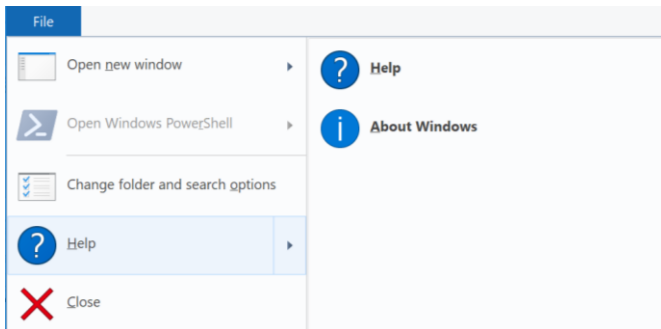 File
Open new window
Open Windows PowerShell
Change folder and search options
Help
Close
Help
About Windows